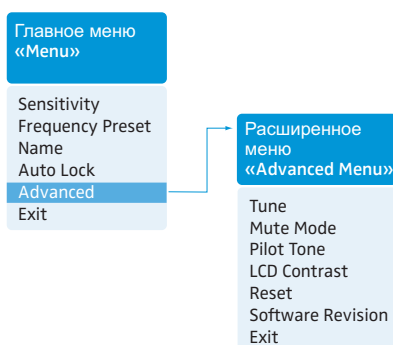 Главное меню
«Menu»
Sensitivity
Frequency Preset
Name
Auto Lock
Advanced
Exit
Расширенное
меню
«Advanced Menu»
Tune
Mute Mode
Pilot Tone
LCD Contrast
Reset
Software Revision
Exit